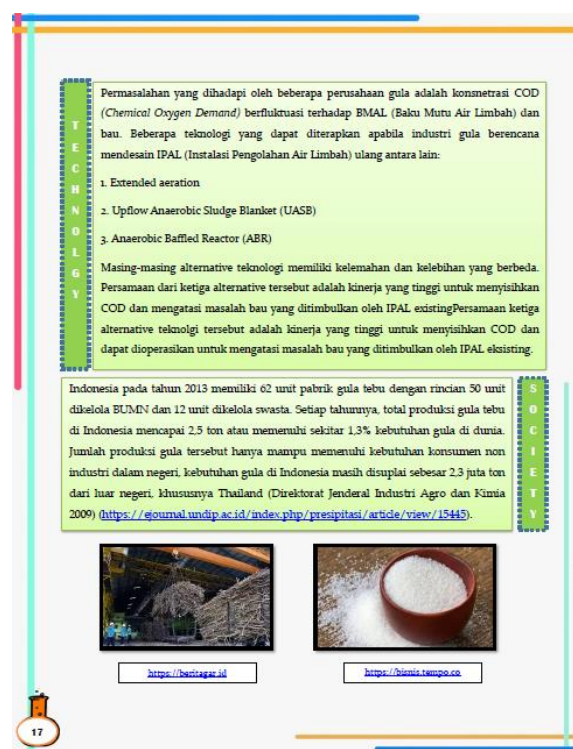 T
E
C
H
N
O
L
G
Y
Permasalahan yang dihadapi oleh beberapa perusahaan gula adalah konsnetrasi COD
(Chemical Oxygen Demand) berfluktuasi terhadap BMAL (Baku Mutu Air Limbah) dan
bau. Beberapa teknologi yang dapat diterapkan apabila industri gula berencana
mendesain IPAL (Instalasi Pengolahan Air Limbah) ulang antara lain:
1. Extended aeration
2. Upflow Anaerobic Sludge Blanket (UASB)
3. Anaerobic Baffled Reactor (ABR)
Masing-masing alternative teknologi memiliki kelemahan dan kelebihan yang berbeda.
Persamaan dari ketiga alternative tersebut adalah kinerja yang tinggi untuk menyisihkan
COD dan mengatasi masalah bau yang ditimbulkan oleh IPAL existingPersamaan ketiga
alternative teknolgi tersebut adalah kinerja yang tinggi untuk menyisihkan COD dan
dapat dioperasikan untuk mengatasi masalah bau yang ditimbulkan oleh IPAL eksisting.
Indonesia pada tahun 2013 memiliki 62 unit pabrik gula tebu dengan rincian 50 unit
dikelola BUMN dan 12 unit dikelola swasta. Setiap tahunnya, total produksi gula tebu
di Indonesia mencapai 2,5 ton atau memenuhi sekitar 1,3% kebutuhan gula di dunia.
Jumlah produksi gula tersebut hanya mampu memenuhi kebutuhan konsumen non
industri dalam negeri, kebutuhan gula di Indonesia masih disuplai sebesar 2,3 juta ton
dari luar negeri, khususnya Thailand (Direktorat Jenderal Industri Agro dan Kimia
2009) (https://ejournal.undip.ac.id/index.php/presipitasi/article/view/15445).
S
O
C
I
E
T
Y
https://beritagar.id
https://bisnis.tempo.co
17